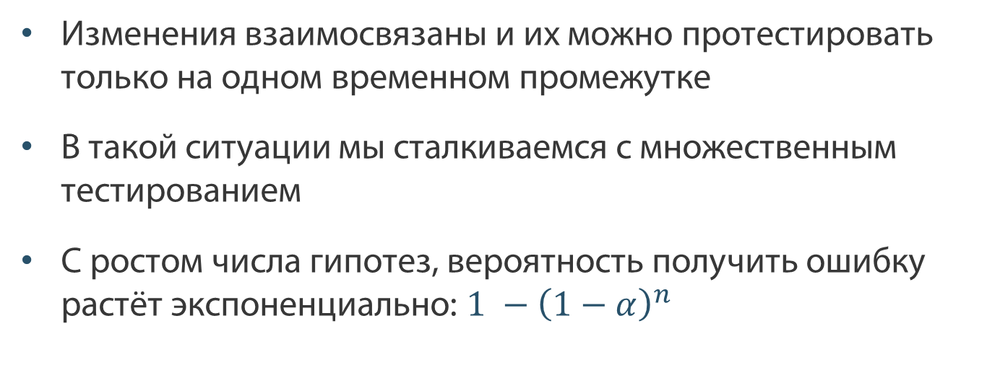 • Изменения взаимосвязаны и их можно протестировать
только на одном временном промежутке
• В такой ситуации мы сталкиваемся с множественным
тестированием
• С ростом числа гипотез, вероятность получить ошибку
растёт экспоненциально: 1 − (1 − α)ⁿ